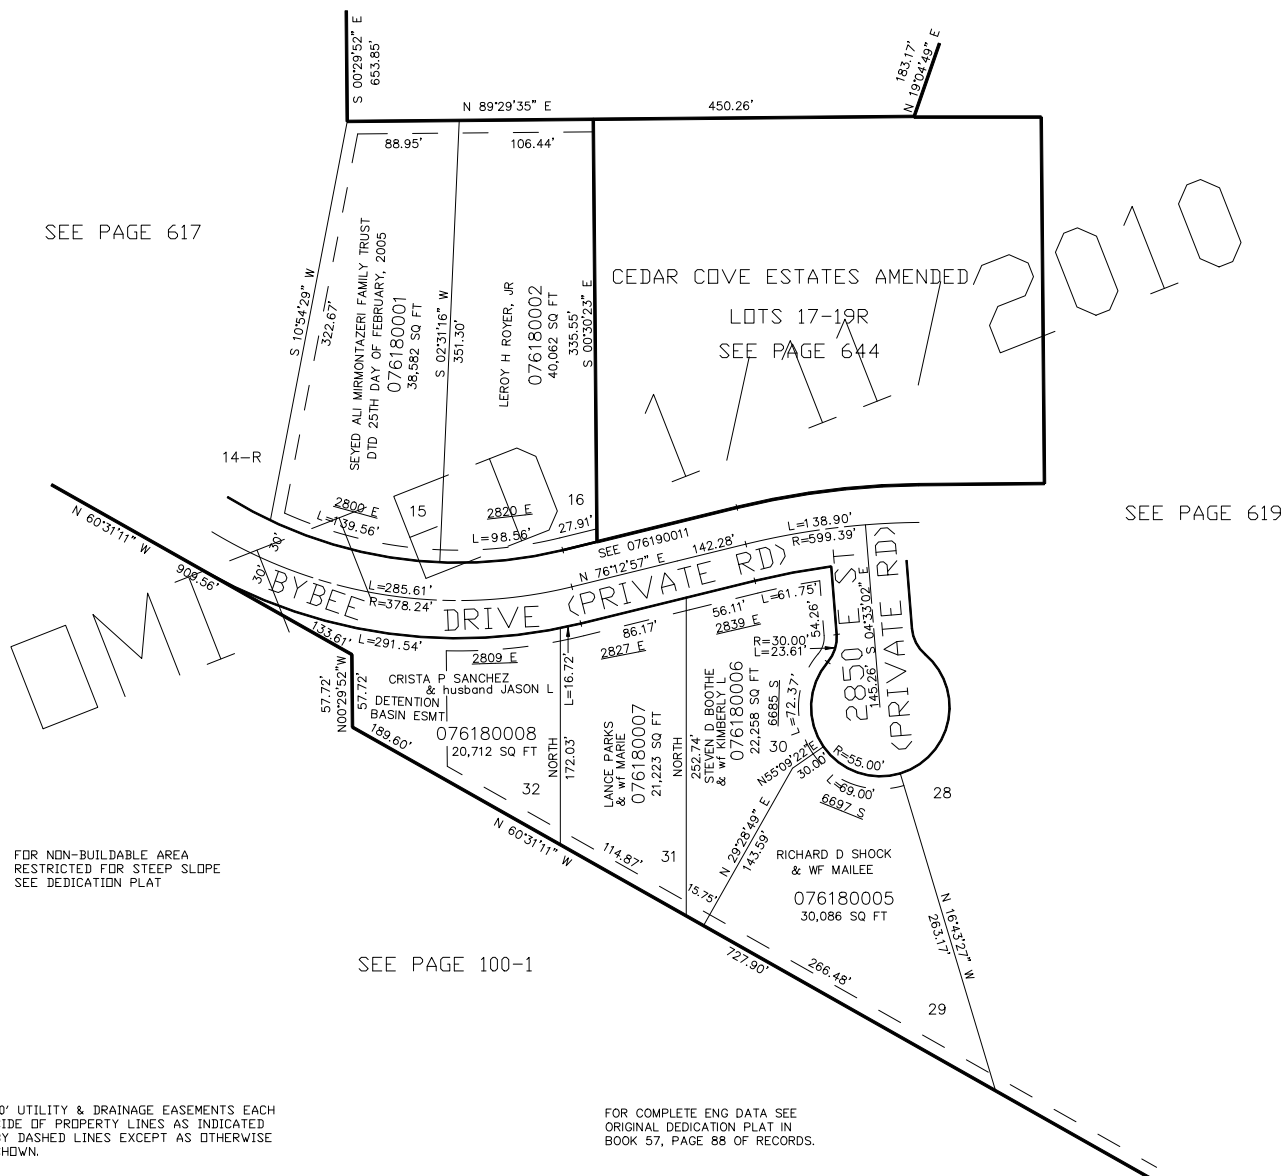 S 00°29'52" E
653.85'
183.17'
N 19°04'49" E
N 89°29'35" E
450.26'
88.95'
106.44'
SEE PAGE 617
S 10°54'29" W
322.67'
SEYED ALI MIRMONTAZERI FAMILY TRUST
DTD 25TH DAY OF FEBRUARY, 2005
076180001
38,582 SQ FT
S 02°31'16" W
351.30'
LEROY H ROYER, JR
076180002
40,062 SQ FT
335.55'
S 00°30'23" E
CEDAR COVE ESTATES AMENDED
LOTS 17-19R
SEE PAGE 644
1/11/2010
14-R
2800 E
L=139.56'
15
2820 E
L=98.56'
16
27.91'
SEE 076190011
142.28'
L=138.90'
R=599.39'
SEE PAGE 619
N 60°31'11" W
909.56'
30'
30'
L=285.61'
R=378.24'
N 76°12'57" E
BYBEE DRIVE (PRIVATE RD)
133.61'
L=291.54'
86.17'
2827 E
56.11'
2839 E
L=61.75'
54.26'
R=30.00'
L=23.61'
2850 EST
(PRIVATE RD)
145.26'
S 04°33'02" E
57.72'
N00°29'52"W
57.72'
2809 E
CRISTA P SANCHEZ
& husband JASON L
DETENTION
BASIN ESMT
076180008
20,712 SQ FT
189.60'
32
L=16.72'
NORTH
172.03'
LANCE PARKS
& wf MARIE
076180007
21,223 SQ FT
NORTH
252.74'
STEVEN D BOOTHE
& wf KIMBERLY L
076180006
22,258 SQ FT
6685 S
L=72.37'
30
N55°09'22"E
30.00'
R=55.00'
L=69.00'
6697 S
28
N 60°31'11" W
114.87'
31
15.75'
N 29°28'49" E
143.59'
RICHARD D SHOCK
& WF MAILEE
076180005
30,086 SQ FT
N 16°43'27" W
263.17'
727.90'
266.48'
29
FOR NON-BUILDABLE AREA
RESTRICTED FOR STEEP SLOPE
SEE DEDICATION PLAT
SEE PAGE 100-1
0' UTILITY & DRAINAGE EASEMENTS EACH
IDE OF PROPERTY LINES AS INDICATED
Y DASHED LINES EXCEPT AS OTHERWISE
HOWN.
FOR COMPLETE ENG DATA SEE
ORIGINAL DEDICATION PLAT IN
BOOK 57, PAGE 88 OF RECORDS.